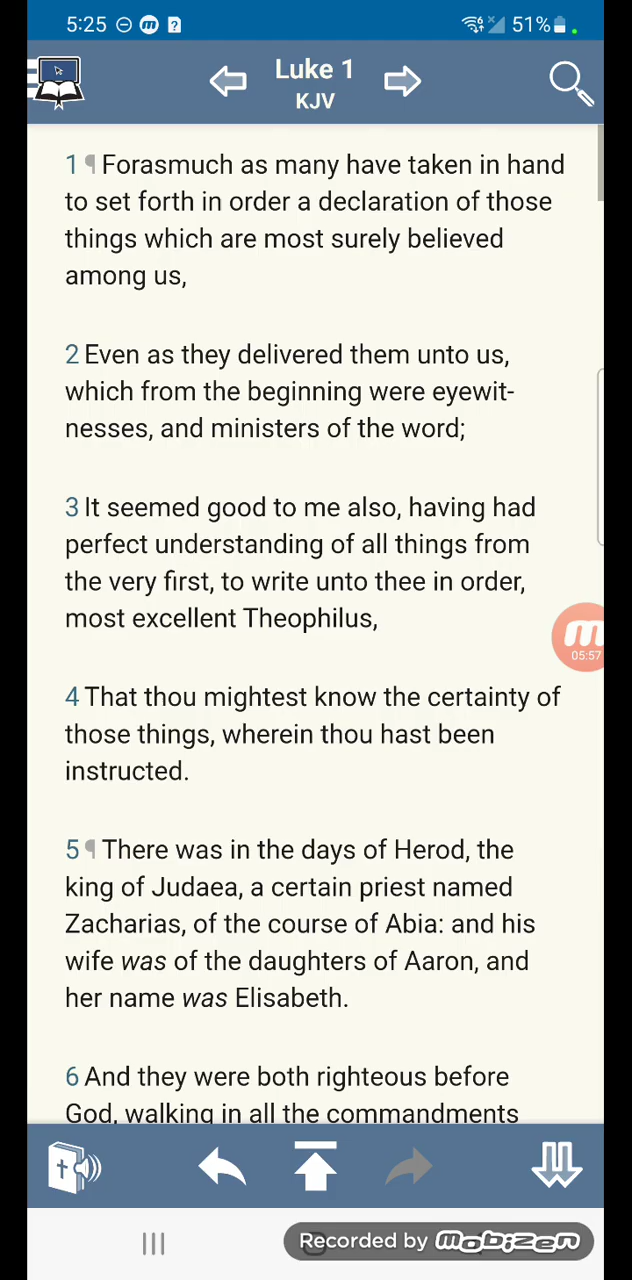 5:25 51%
Luke 1
KJV
1 ¶ Forasmuch as many have taken in hand
to set forth in order a declaration of those
things which are most surely believed
among us,
2 Even as they delivered them unto us,
which from the beginning were eyewit-
nesses, and ministers of the word;
3 It seemed good to me also, having had
perfect understanding of all things from
the very first, to write unto thee in order,
most excellent Theophilus,
m
05:57
4 That thou mightest know the certainty of
those things, wherein thou hast been
instructed.
5 ¶ There was in the days of Herod, the
king of Judaea, a certain priest named
Zacharias, of the course of Abia: and his
wife was of the daughters of Aaron, and
her name was Elisabeth.
6 And they were both righteous before
God, walking in all the commandments
Recorded by mobizen